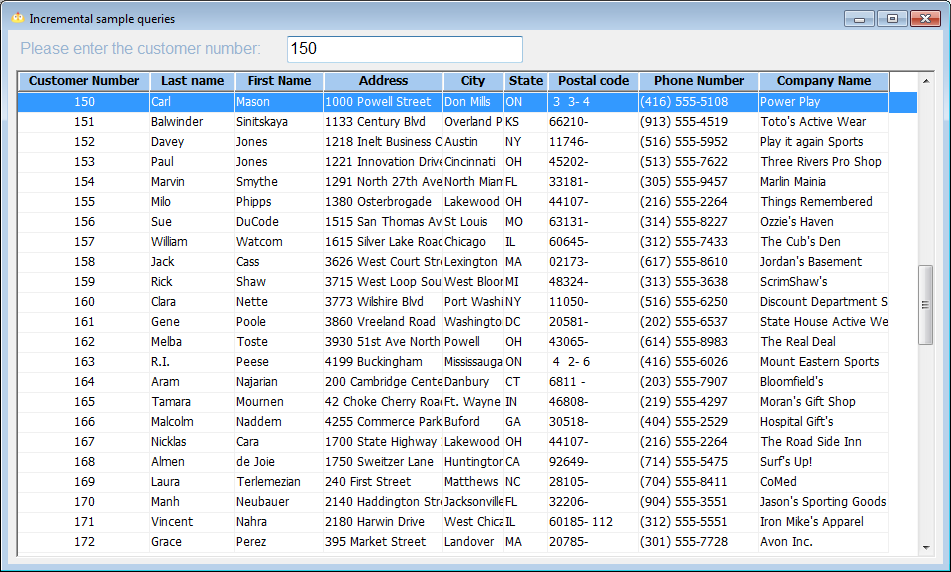 Incremental sample queries
Please enter the customer number: 150
Customer Number Last name First Name Address City State Postal code Phone Number Company Name
150 Carl Mason 1000 Powell Street Don Mills ON 3 3- 4 (416) 555-5108 Power Play
151 Balwinder Sinitskaya 1133 Century Blvd Overland P KS 66210- (913) 555-4519 Toto's Active Wear
152 Davey Jones 1218 Inelt Business C Austin NY 11746- (516) 555-5952 Play it again Sports
153 Paul Jones 1221 Innovation Drive Cincinnati OH 45202- (513) 555-7622 Three Rivers Pro Shop
154 Marvin Smythe 1291 North 27th Ave North Miam FL 33181- (305) 555-9457 Marlin Mainia
155 Milo Phipps 1380 Osterbrogade Lakewood OH 44107- (216) 555-2264 Things Remembered
156 Sue DuCode 1515 San Thomas Av St Louis MO 63131- (314) 555-8227 Ozzie's Haven
157 William Watcom 1615 Silver Lake Road Chicago IL 60645- (312) 555-7433 The Cub's Den
158 Jack Cass 3626 West Court Stre Lexington MA 02173- (617) 555-8610 Jordan's Basement
159 Rick Shaw 3715 West Loop Sou West Bloor MI 48324- (313) 555-3638 ScrimShaw's
160 Clara Nette 3773 Wilshire Blvd Port Washi NY 11050- (516) 555-6250 Discount Department S
161 Gene Poole 3860 Vreeland Road Washingto DC 20581- (202) 555-6537 State House Active We
162 Melba Toste 3930 51st Ave North Powell OH 43065- (614) 555-8983 The Real Deal
163 R.I. Peese 4199 Buckingham Mississauga ON 4 2- 6 (416) 555-6026 Mount Eastern Sports
164 Aram Najarian 200 Cambridge Cente Danbury CT 6811 - (203) 555-7907 Bloomfield's
165 Tamara Mournen 42 Choke Cherry Road Ft. Wayne IN 46808- (219) 555-4297 Moran's Gift Shop
166 Malcolm Naddem 4255 Commerce Park Buford GA 30518- (404) 555-2529 Hospital Gift's
167 Nicklas Cara 1700 State Highway Lakewood OH 44107- (216) 555-2264 The Road Side Inn
168 Almen de Joie 1750 Sweitzer Lane Huntington CA 92649- (714) 555-5475 Surf's Up!
169 Laura Terlemezian 240 First Street Matthews NC 28105- (704) 555-8411 CoMed
170 Manh Neubauer 2140 Haddington Stre Jacksonville FL 32206- (904) 555-3551 Jason's Sporting Goods
171 Vincent Nahra 2180 Harwin Drive West Chica IL 60185- 112 (312) 555-5551 Iron Mike's Apparel
172 Grace Perez 395 Market Street Landover MA 20785- (301) 555-7728 Avon Inc.